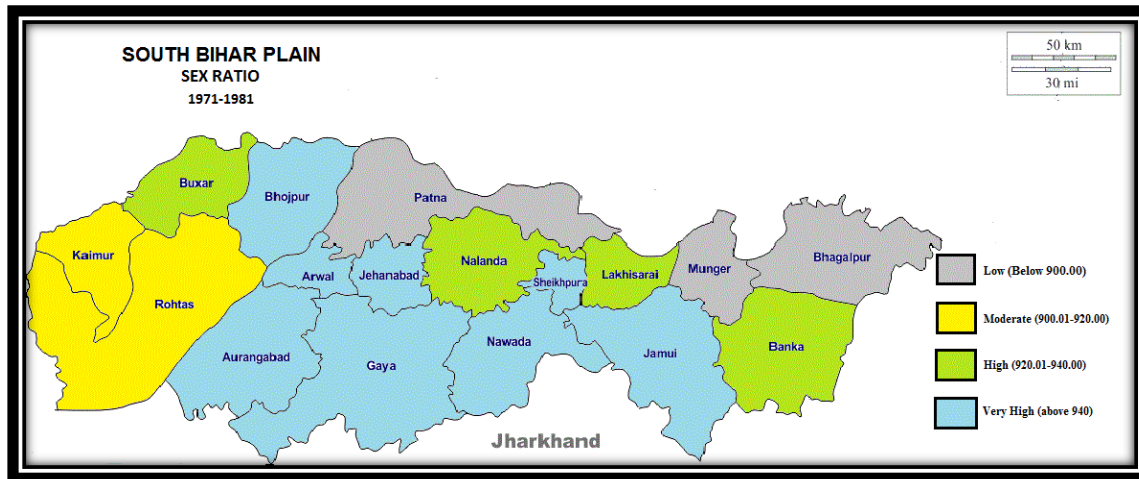 SOUTH BIHAR PLAIN
SEX RATIO
1971-1981
50 km
30 mi
Buxar
Bhojpur
Patna
Kaimur
Rohtas
Arwal
Jehanabad
Nalanda
Sheikhpura
Lakhisarai
Munger
Bhagalpur
Aurangabad
Gaya
Nawada
Jamui
Banka
Jharkhand
Low (Below 900.00)
Moderate (900.01-920.00)
High (920.01-940.00)
Very High (above 940)